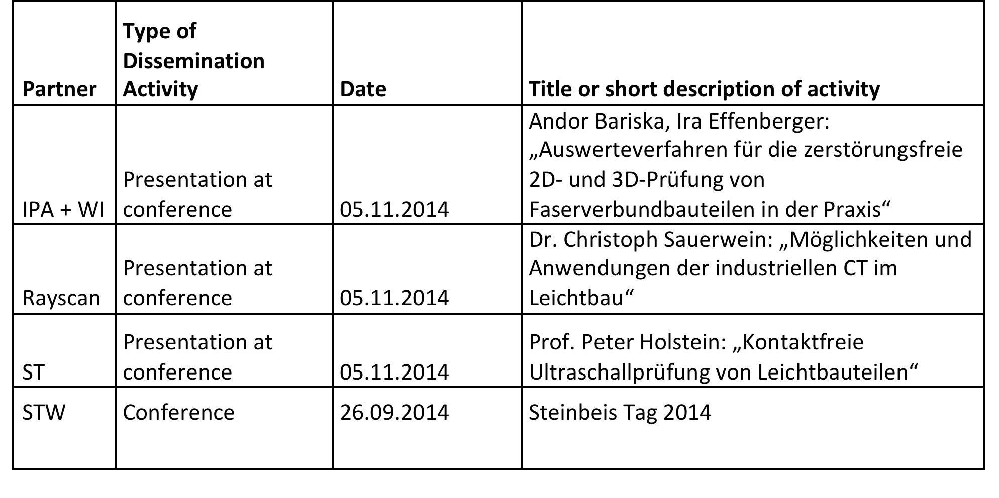 Partner
Type of
Dissemination
Activity
Date
Title or short description of activity
IPA + WI
Presentation at
conference
05.11.2014
Andor Bariska, Ira Effenberger:
„Auswerteverfahren für die zerstörungsfreie
2D- und 3D-Prüfung von
Faserverbundbauteilen in der Praxis“
Rayscan
Presentation at
conference
05.11.2014
Dr. Christoph Sauerwein: „Möglichkeiten und
Anwendungen der industriellen CT im
Leichtbau“
ST
Presentation at
conference
05.11.2014
Prof. Peter Holstein: „Kontaktfreie
Ultraschallprüfung von Leichtbauteilen“
STW
Conference
26.09.2014
Steinbeis Tag 2014